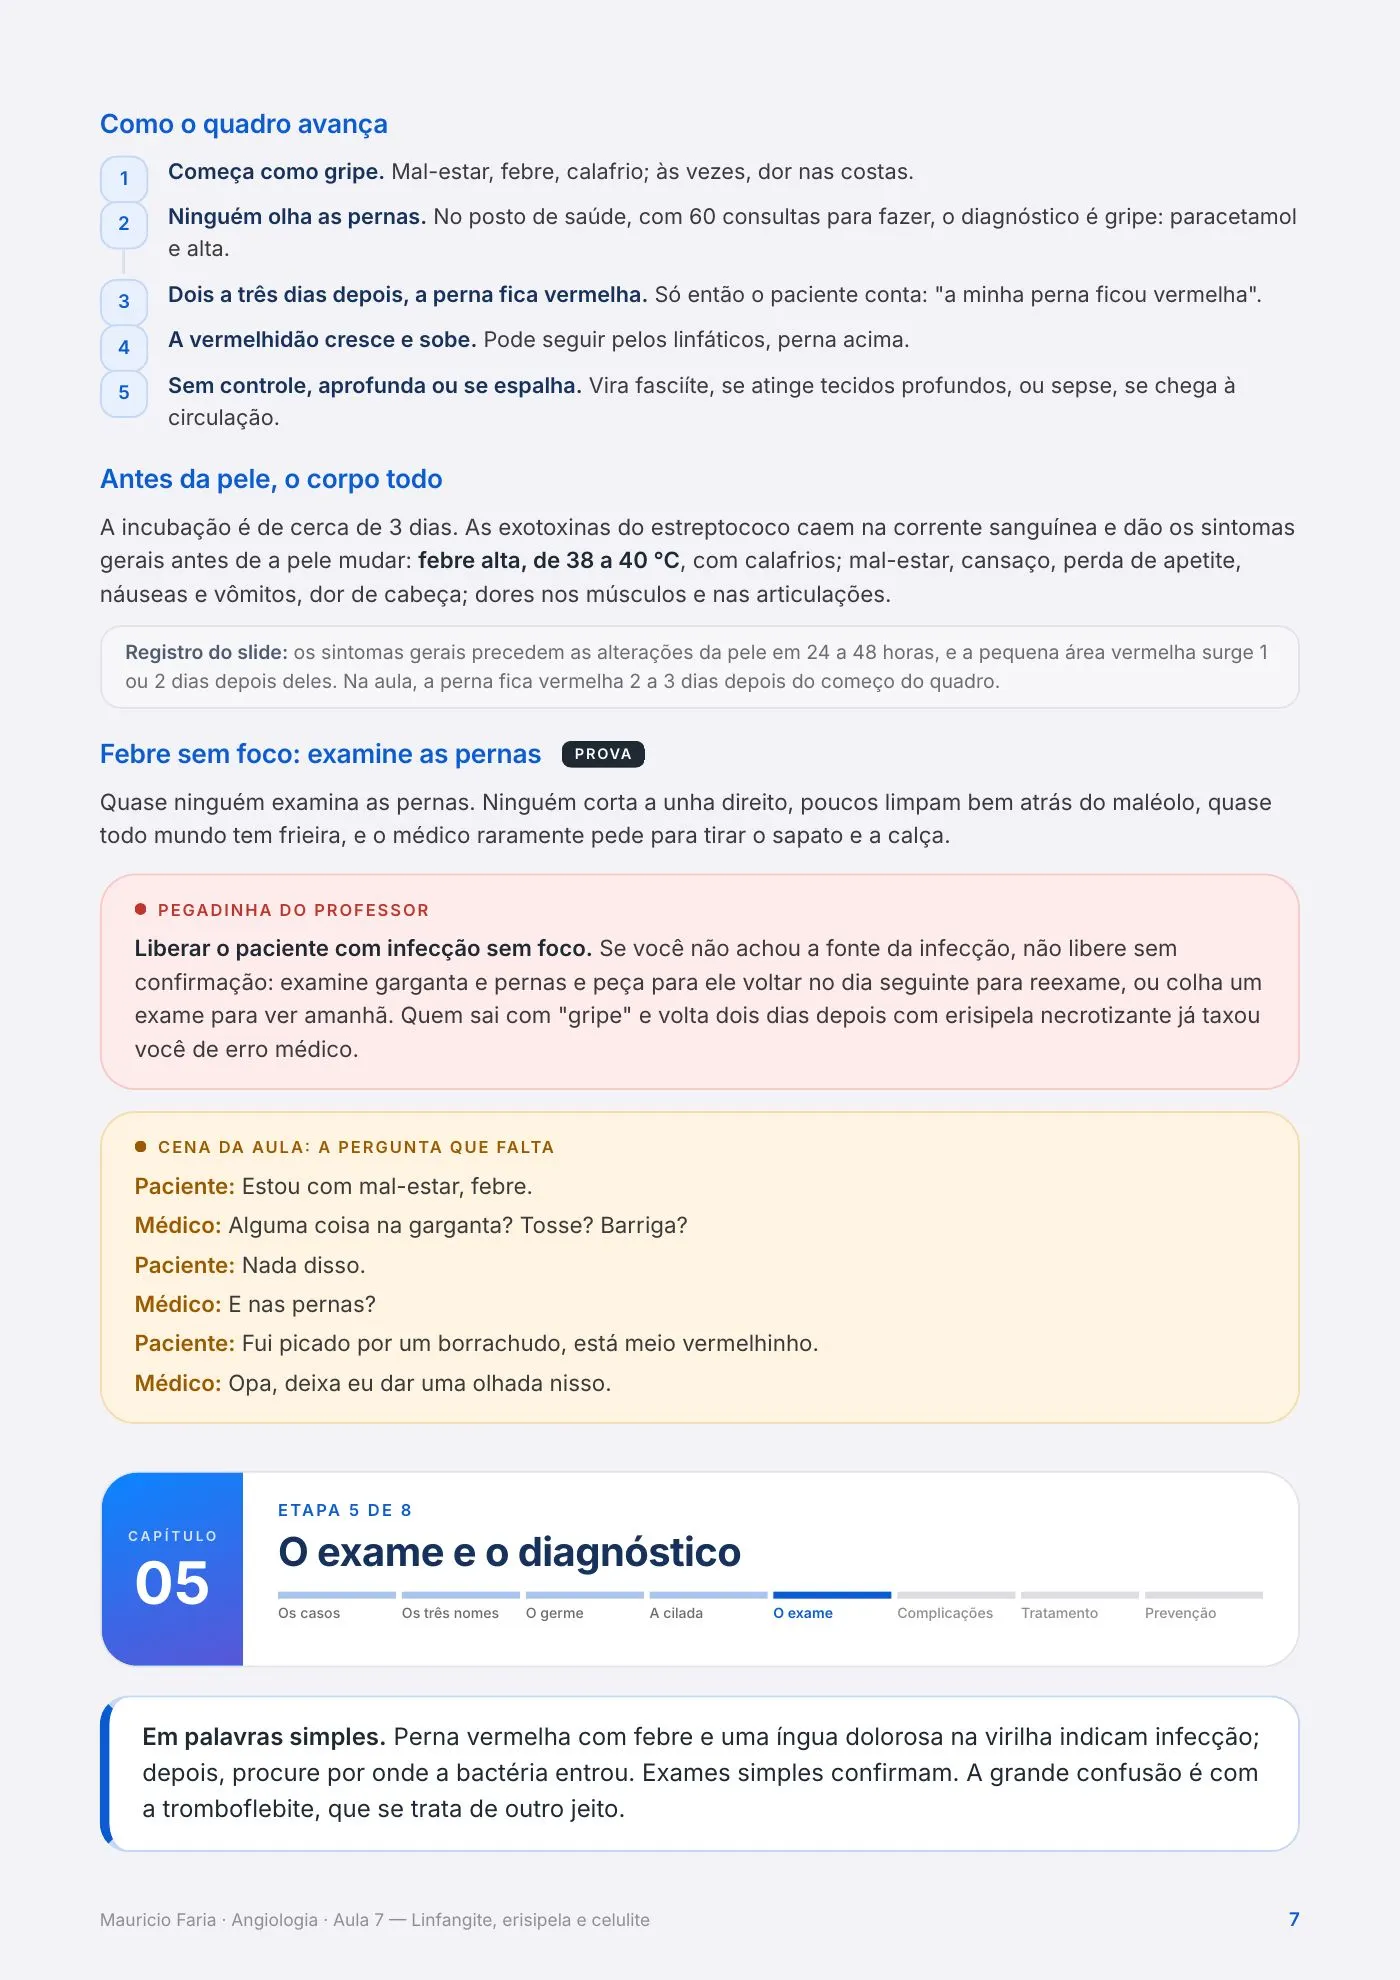 Como o quadro avança
1 Começa como gripe. Mal-estar, febre, calafrio; às vezes, dor nas costas.
2 Ninguém olha as pernas. No posto de saúde, com 60 consultas para fazer, o diagnóstico é gripe: paracetamol
e alta.
3 Dois a três dias depois, a perna fica vermelha. Só então o paciente conta: "a minha perna ficou vermelha".
4 A vermelhidão cresce e sobe. Pode seguir pelos linfáticos, perna acima.
5 Sem controle, aprofunda ou se espalha. Vira fasciíte, se atinge tecidos profundos, ou sepse, se chega à
circulação.
Antes da pele, o corpo todo
A incubação é de cerca de 3 dias. As exotoxinas do estreptococo caem na corrente sanguínea e dão os sintomas
gerais antes de a pele mudar: febre alta, de 38 a 40 °C, com calafrios; mal-estar, cansaço, perda de apetite,
náuseas e vômitos, dor de cabeça; dores nos músculos e nas articulações.
Registro do slide: os sintomas gerais precedem as alterações da pele em 24 a 48 horas, e a pequena área vermelha surge 1
ou 2 dias depois deles. Na aula, a perna fica vermelha 2 a 3 dias depois do começo do quadro.
Febre sem foco: examine as pernas PROVA
Quase ninguém examina as pernas. Ninguém corta a unha direito, poucos limpam bem atrás do maléolo, quase
todo mundo tem frieira, e o médico raramente pede para tirar o sapato e a calça.
PEGADINHA DO PROFESSOR
Liberar o paciente com infecção sem foco. Se você não achou a fonte da infecção, não libere sem
confirmação: examine garganta e pernas e peça para ele voltar no dia seguinte para reexame, ou colha um
exame para ver amanhã. Quem sai com "gripe" e volta dois dias depois com erisipela necrotizante já taxou
você de erro médico.
CENA DA AULA: A PERGUNTA QUE FALTA
Paciente: Estou com mal-estar, febre.
Médico: Alguma coisa na garganta? Tosse? Barriga?
Paciente: Nada disso.
Médico: E nas pernas?
Paciente: Fui picado por um borrachudo, está meio vermelhinho.
Médico: Opa, deixa eu dar uma olhada nisso.
CAPÍTULO
05
ETAPA 5 DE 8
O exame e o diagnóstico
Os casos Os três nomes O germe A cilada O exame Complicações Tratamento Prevenção
Em palavras simples. Perna vermelha com febre e uma íngua dolorosa na virilha indicam infecção;
depois, procure por onde a bactéria entrou. Exames simples confirmam. A grande confusão é com
a tromboflebite, que se trata de outro jeito.
Mauricio Faria · Angiologia · Aula 7 — Linfangite, erisipela e celulite 7